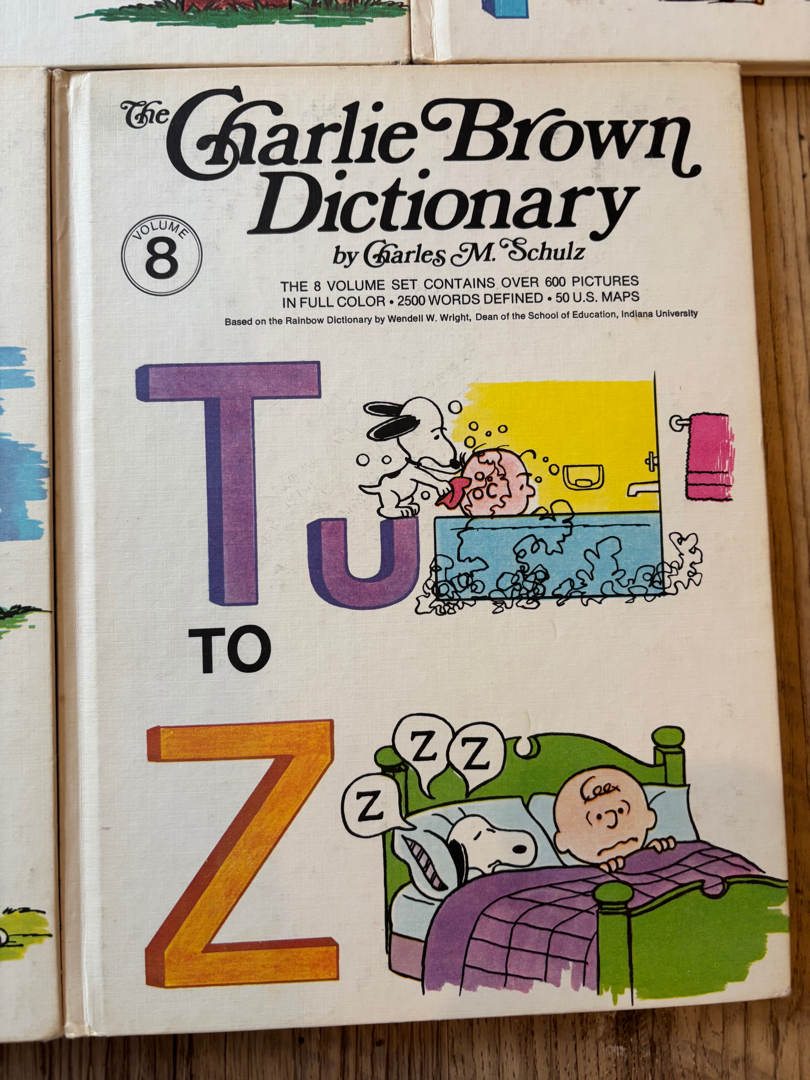 The Charlie Brown
Dictionary
VOLUME
8
by Charles M. Schulz
THE 8 VOLUME SET CONTAINS OVER 600 PICTURES
IN FULL COLOR • 2500 WORDS DEFINED • 50 U.S. MAPS
Based on the Rainbow Dictionary by Wendell W. Wright, Dean of the School of Education, Indiana University
Tu
TO
Z
Z Z
Z